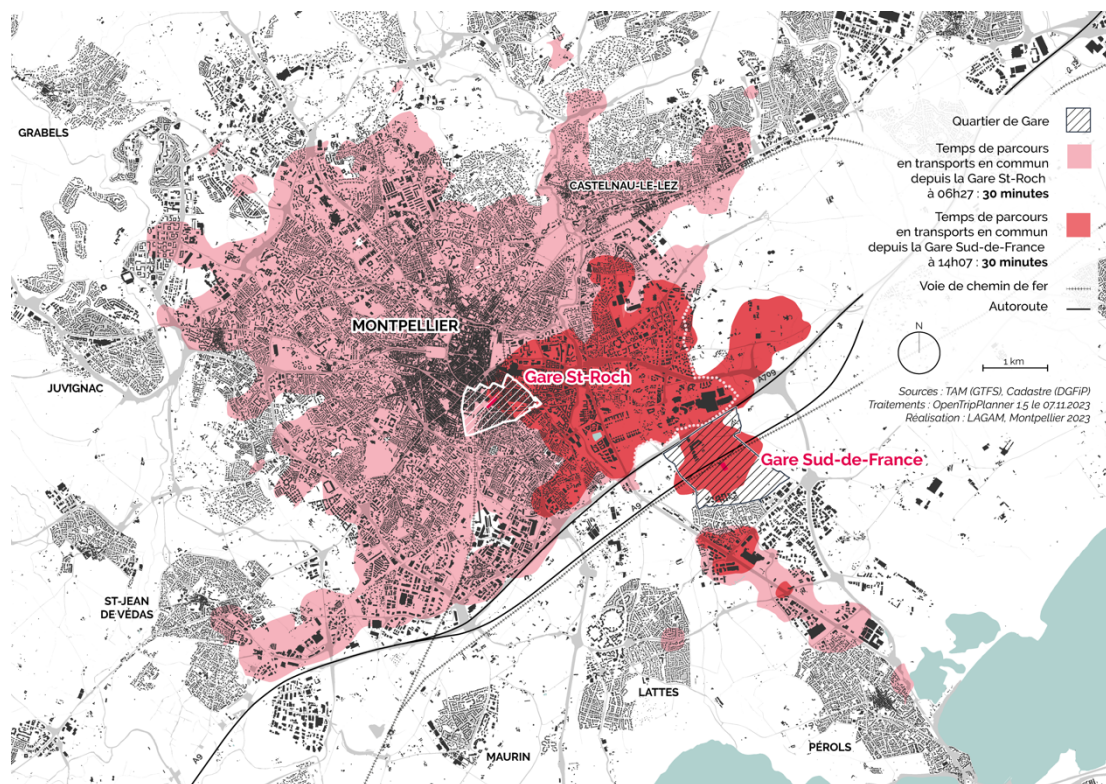 GRABELS
CASTELNAU-LE-LEZ
MONTPELLIER
JUVIGNAC
Gare St-Roch
A709
Gare Sud-de-France
A9
ST-JEAN
DE-VÉDAS
LATTES
MAURIN
PÉROLS
A9
Quartier de Gare
Temps de parcours
en transports en commun
depuis la Gare St-Roch
à 06h27 : 30 minutes
Temps de parcours
en transports en commun
depuis la Gare Sud-de-France
à 14h07 : 30 minutes
Voie de chemin de fer
Autoroute
N
1 km
Sources : TAM (GTFS), Cadastre (DGFiP)
Traitements : OpenTripPlanner 1.5 le 07.11.2023
Réalisation : LAGAM, Montpellier 2023